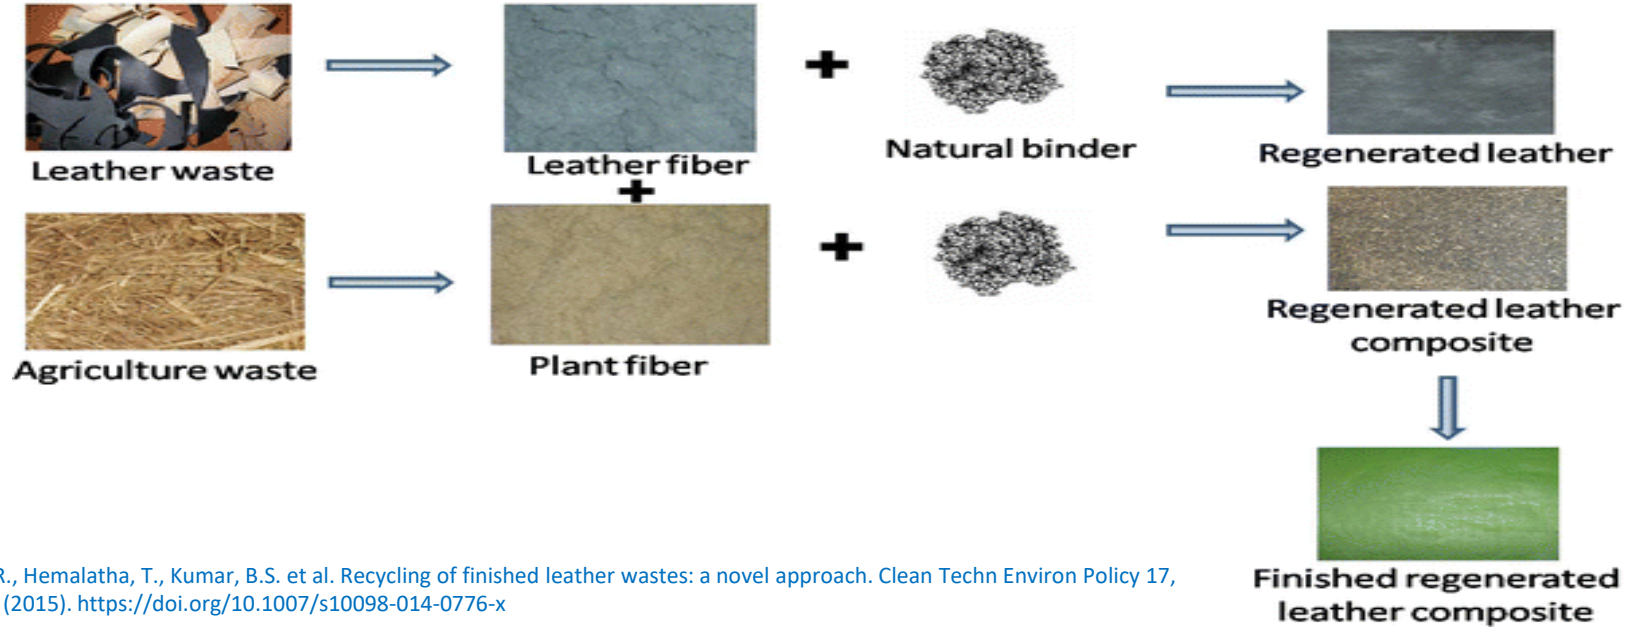 Leather waste
Leather fiber
Natural binder
Regenerated leather
Agriculture waste
Plant fiber
Regenerated leather
composite
Finished regenerated
leather composite
R., Hemalatha, T., Kumar, B.S. et al. Recycling of finished leather wastes: a novel approach. Clean Techn Environ Policy 17,
(2015). https://doi.org/10.1007/s10098-014-0776-x